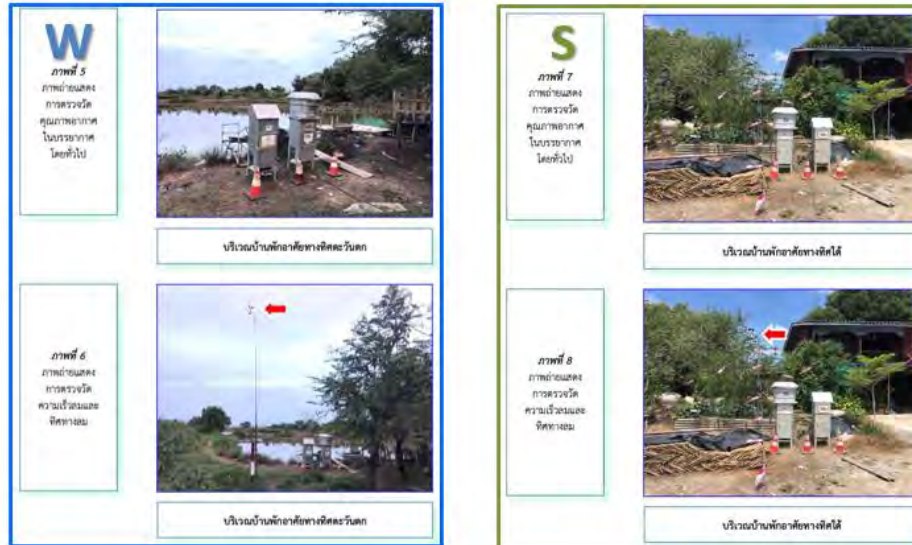 W
ภาพที่ 5
ภาพถ่ายแสดง
การตรวจวัด
คุณภาพอากาศ
ในบรรยากาศ
โดยทั่วไป
บริเวณบ้านพักอาศัยทางทิศตะวันตก
ภาพที่ 6
ภาพถ่ายแสดง
การตรวจวัด
ความเร็วลมและ
ทิศทางลม
บริเวณบ้านพักอาศัยทางทิศตะวันตก
S
ภาพที่ 7
ภาพถ่ายแสดง
การตรวจวัด
คุณภาพอากาศ
ในบรรยากาศ
โดยทั่วไป
บริเวณบ้านพักอาศัยทางทิศใต้
ภาพที่ 8
ภาพถ่ายแสดง
การตรวจวัด
ความเร็วลมและ
ทิศทางลม
บริเวณบ้านพักอาศัยทางทิศใต้